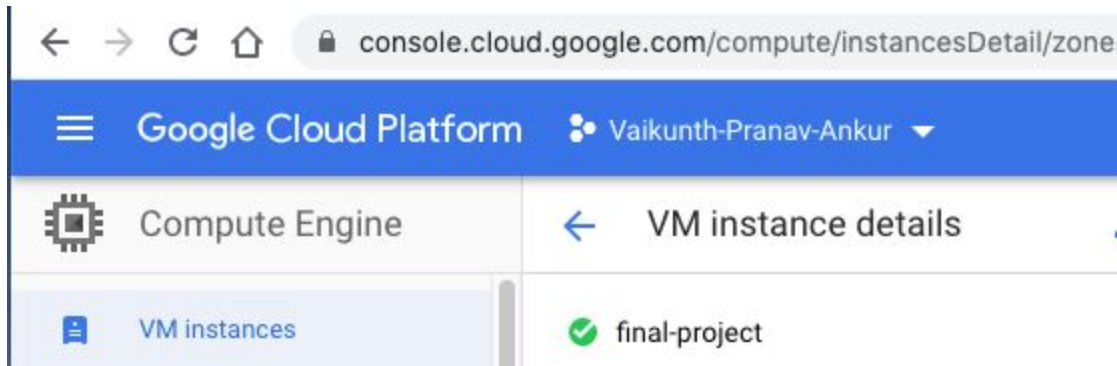 console.cloud.google.com/compute/instancesDetail/zone
Google Cloud Platform
Vaikunth-Pranav-Ankur
Compute Engine
VM instance details
VM instances
final-project